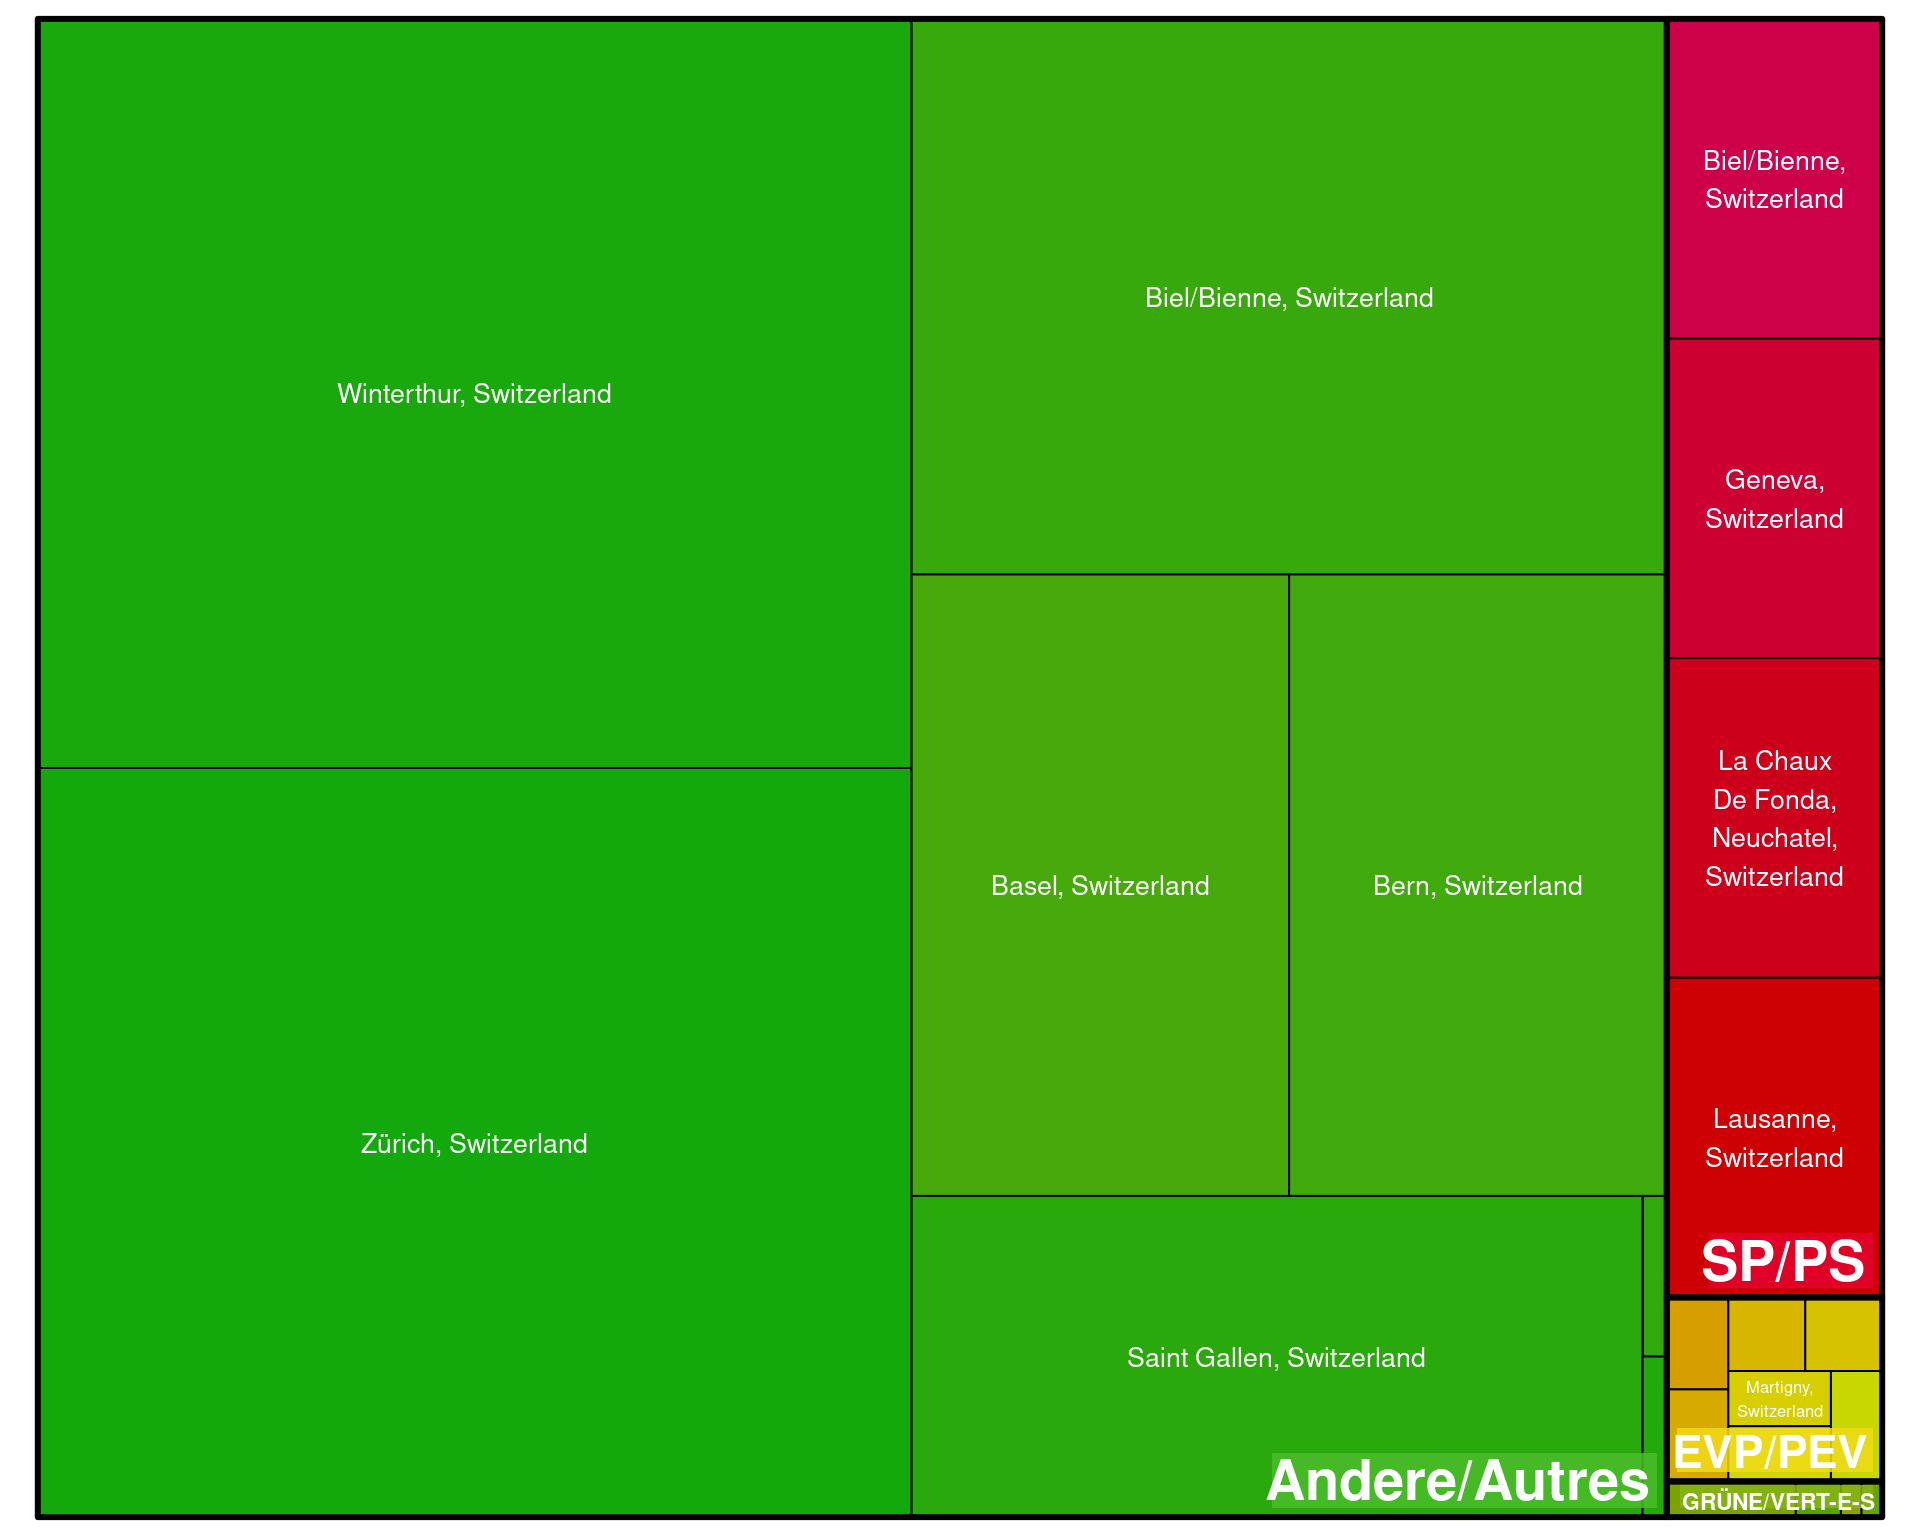 Winterthur, Switzerland
Zürich, Switzerland
Biel/Bienne, Switzerland
Basel, Switzerland
Bern, Switzerland
Saint Gallen, Switzerland
Andere/Autres
Biel/Bienne,
Switzerland
Geneva,
Switzerland
La Chaux
De Fonda,
Neuchatel,
Switzerland
Lausanne,
Switzerland
SP/PS
Martigny,
Switzerland
EVP/PEV
GRÜNE/VERT-E-S